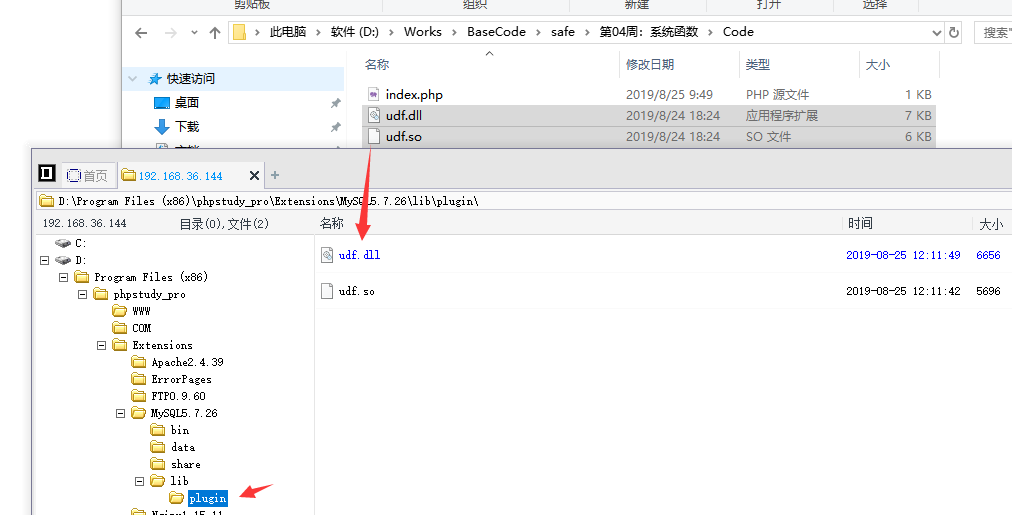 剪贴板 组织 新建 打开 选择
此电脑 软件 (D:) Works BaseCode safe 第04周：系统函数 Code 搜索"
名称 修改日期 类型 大小
快速访问
桌面
下载
index.php 2019/8/25 9:49 PHP 源文件 1 KB
udf.dll 2019/8/24 18:24 应用程序扩展 7 KB
udf.so 2019/8/24 18:24 SO 文件 6 KB
首页 192.168.36.144
D:\Program Files (x86)\phpstudy_pro\Extensions\MySQL5.7.26\lib\plugin\
192.168.36.144 目录(0),文件(2) 名称 时间 大小
C:
D:
Program Files (x86)
phpstudy_pro
WWW
COM
Extensions
Apache2.4.39
ErrorPages
FTP0.9.60
MySQL5.7.26
bin
data
share
lib
plugin
Nginx1.15.11
udf.dll 2019-08-25 12:11:49 6656
udf.so 2019-08-25 12:11:42 5696